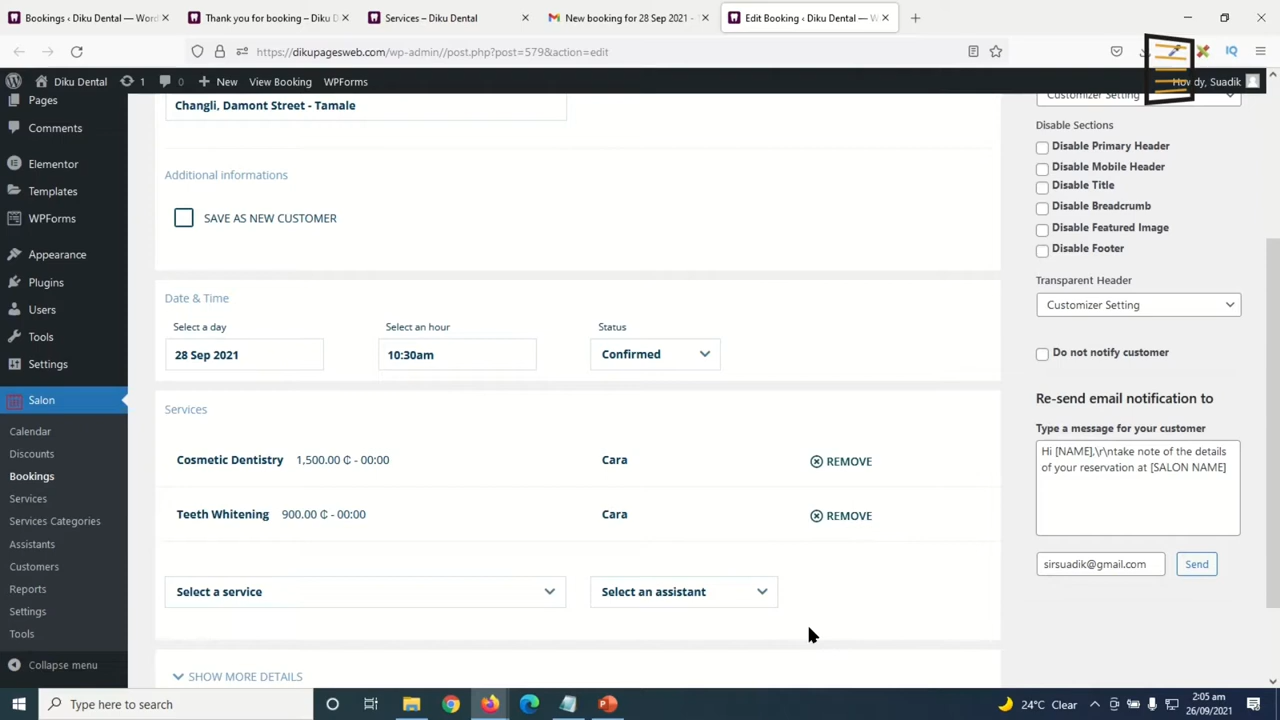 Bookings ‹ Diku Dental — Word
Thank you for booking – Diku D
Services – Diku Dental
New booking for 28 Sep 2021 -
Edit Booking ‹ Diku Dental — W
https://dikupagesweb.com/wp-admin//post.php?post=579&action=edit
Diku Dental
1
0
New
View Booking
WPForms
Howdy, Suadik
Pages
Comments
Elementor
Templates
WPForms
Appearance
Plugins
Users
Tools
Settings
Salon
Calendar
Discounts
Bookings
Services
Services Categories
Assistants
Customers
Reports
Settings
Tools
Collapse menu
Changli, Damont Street - Tamale
Additional informations
SAVE AS NEW CUSTOMER
Date & Time
Select a day
Select an hour
Status
28 Sep 2021
10:30am
Confirmed
Services
Cosmetic Dentistry 1,500.00 ₵ - 00:00 Cara REMOVE
Teeth Whitening 900.00 ₵ - 00:00 Cara REMOVE
Select a service
Select an assistant
SHOW MORE DETAILS
Customizer Setting
Disable Sections
Disable Primary Header
Disable Mobile Header
Disable Title
Disable Breadcrumb
Disable Featured Image
Disable Footer
Transparent Header
Customizer Setting
Do not notify customer
Re-send email notification to
Type a message for your customer
Hi [NAME],\r\ntake note of the details
of your reservation at [SALON NAME]
sirsuadik@gmail.com
Send
Type here to search
24°C Clear
2:05 am
26/09/2021